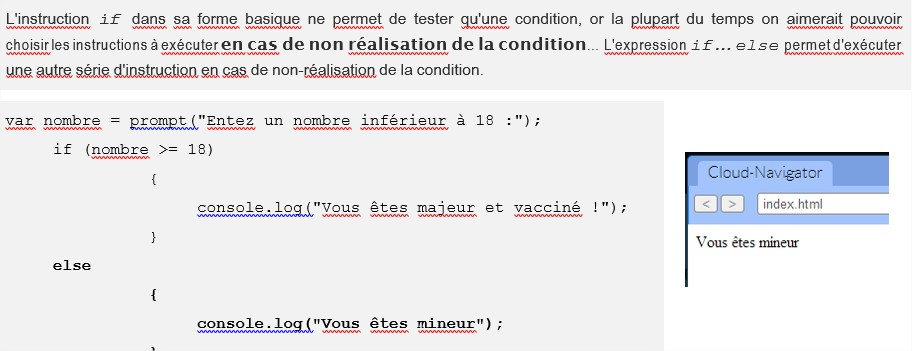 L'instruction if dans sa forme basique ne permet de tester qu'une condition, or la plupart du temps on aimerait pouvoir
choisir les instructions à exécuter en cas de non réalisation de la condition... L'expression if...else permet d'exécuter
une autre série d'instruction en cas de non-réalisation de la condition.
var nombre = prompt("Entez un nombre inférieur à 18 :");
if (nombre >= 18)
{
console.log("Vous êtes majeur et vacciné !");
}
else
{
console.log("Vous êtes mineur");
Cloud-Navigator
< > index.html
Vous êtes mineur